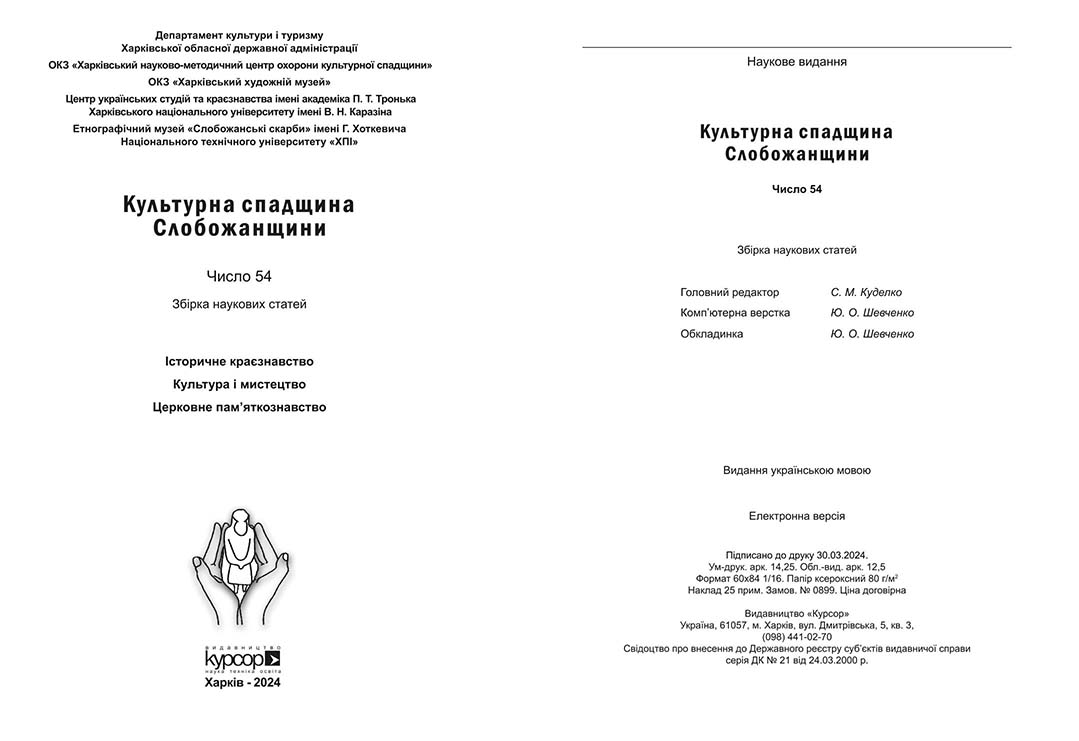 Департамент культури і туризму
Харківської обласної державної адміністрації
ОКЗ «Харківський науково-методичний центр охорони культурної спадщини»
ОКЗ «Харківський художній музей»
Центр українських студій та краєзнавства імені академіка П. Т. Тронька
Харківського національного університету імені В. Н. Каразіна
Етнографічний музей «Слобожанські скарби» імені Г. Хоткевича
Національного технічного університету «ХПІ»
Культурна спадщина
Слобожанщини
Число 54
Збірка наукових статей
Історичне краєзнавство
Культура і мистецтво
Церковне пам’яткознавство
видавництво
курсор
наука техніка освіта
Харків - 2024
Наукове видання
Культурна спадщина
Слобожанщини
Число 54
Збірка наукових статей
Головний редактор С. М. Куделко
Комп’ютерна верстка Ю. О. Шевченко
Обкладинка Ю. О. Шевченко
Видання українською мовою
Електронна версія
Підписано до друку 30.03.2024.
Ум-друк. арк. 14,25. Обл.-вид. арк. 12,5
Формат 60х84 1/16. Папір ксероксний 80 г/м²
Наклад 25 прим. Замов. № 0899. Ціна договірна
Видавництво «Курсор»
Україна, 61057, м. Харків, вул. Дмитрівська, 5, кв. 3,
(098) 441-02-70
Свідоцтво про внесення до Державного реєстру суб’єктів видавничої справи
серія ДК № 21 від 24.03.2000 р.